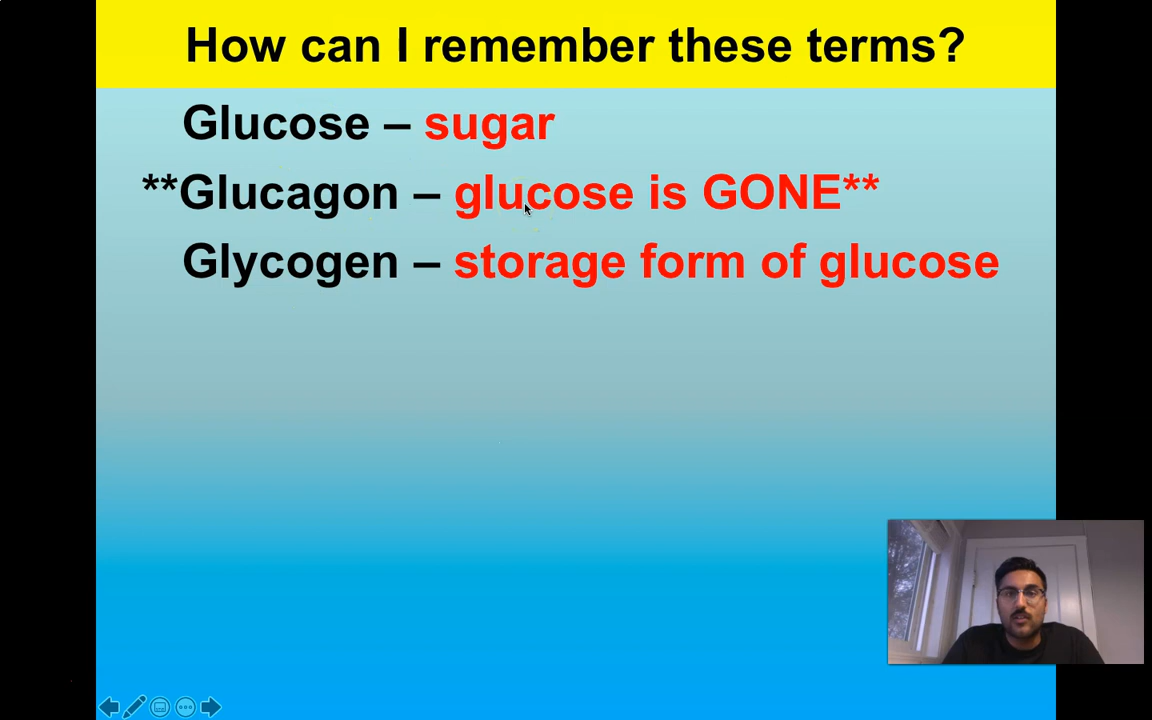 How can I remember these terms?
Glucose – sugar
**Glucagon – glucose is GONE**
Glycogen – storage form of glucose